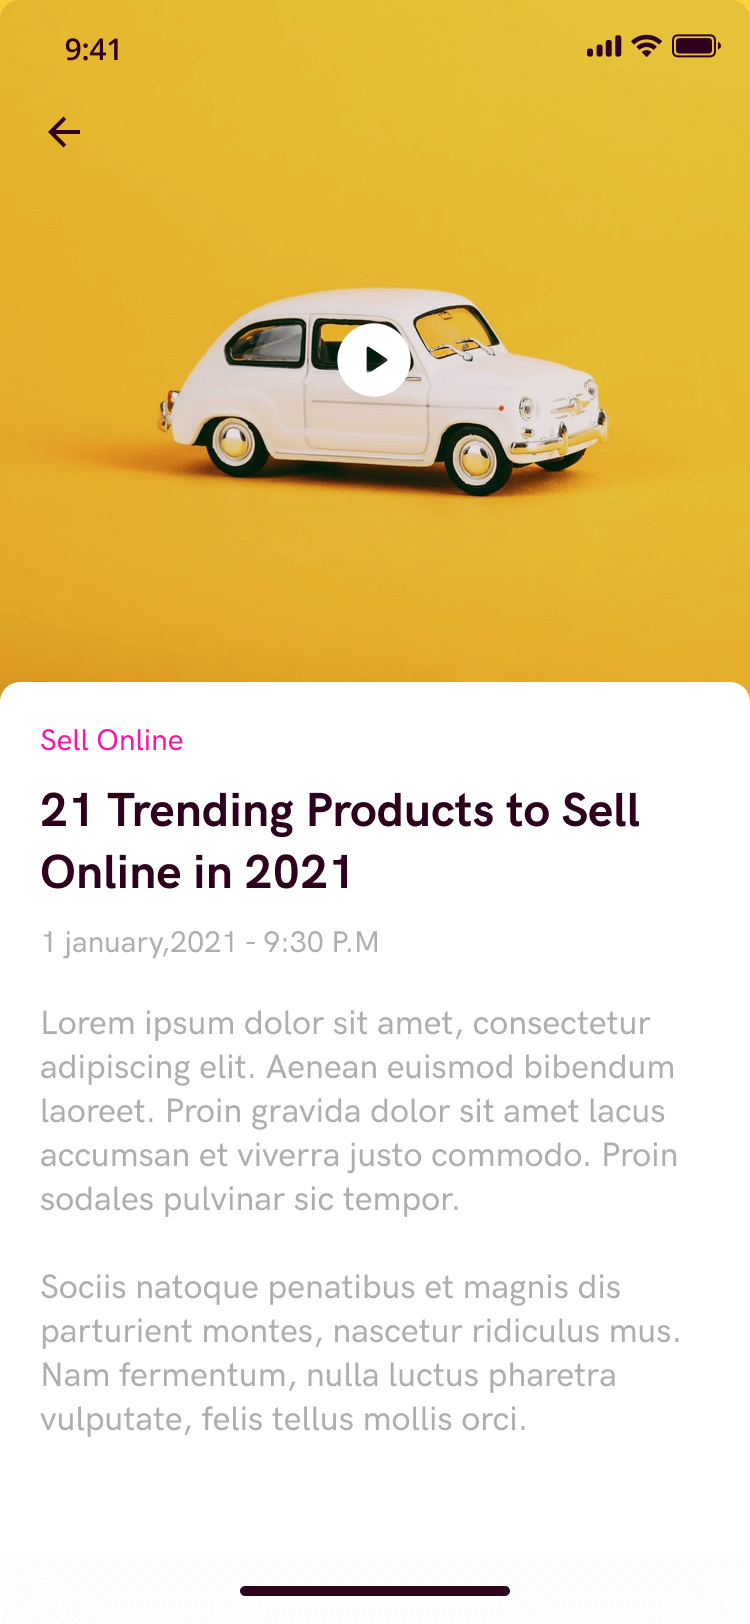 9:41
Sell Online
21 Trending Products to Sell
Online in 2021
1 january,2021 - 9:30 P.M
Lorem ipsum dolor sit amet, consectetur
adipiscing elit. Aenean euismod bibendum
laoreet. Proin gravida dolor sit amet lacus
accumsan et viverra justo commodo. Proin
sodales pulvinar sic tempor.
Sociis natoque penatibus et magnis dis
parturient montes, nascetur ridiculus mus.
Nam fermentum, nulla luctus pharetra
vulputate, felis tellus mollis orci.